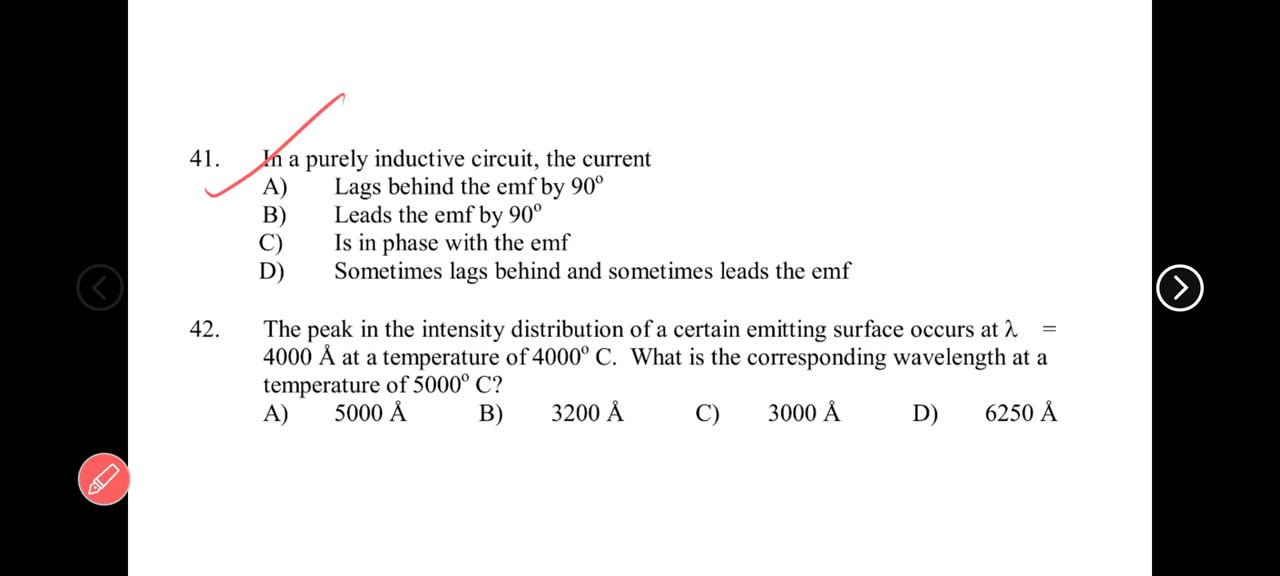 41. In a purely inductive circuit, the current
A) Lags behind the emf by 90°
B) Leads the emf by 90°
C) Is in phase with the emf
D) Sometimes lags behind and sometimes leads the emf
42. The peak in the intensity distribution of a certain emitting surface occurs at λ =
4000 Å at a temperature of 4000° C. What is the corresponding wavelength at a
temperature of 5000° C?
A) 5000 Å B) 3200 Å C) 3000 Å D) 6250 Å